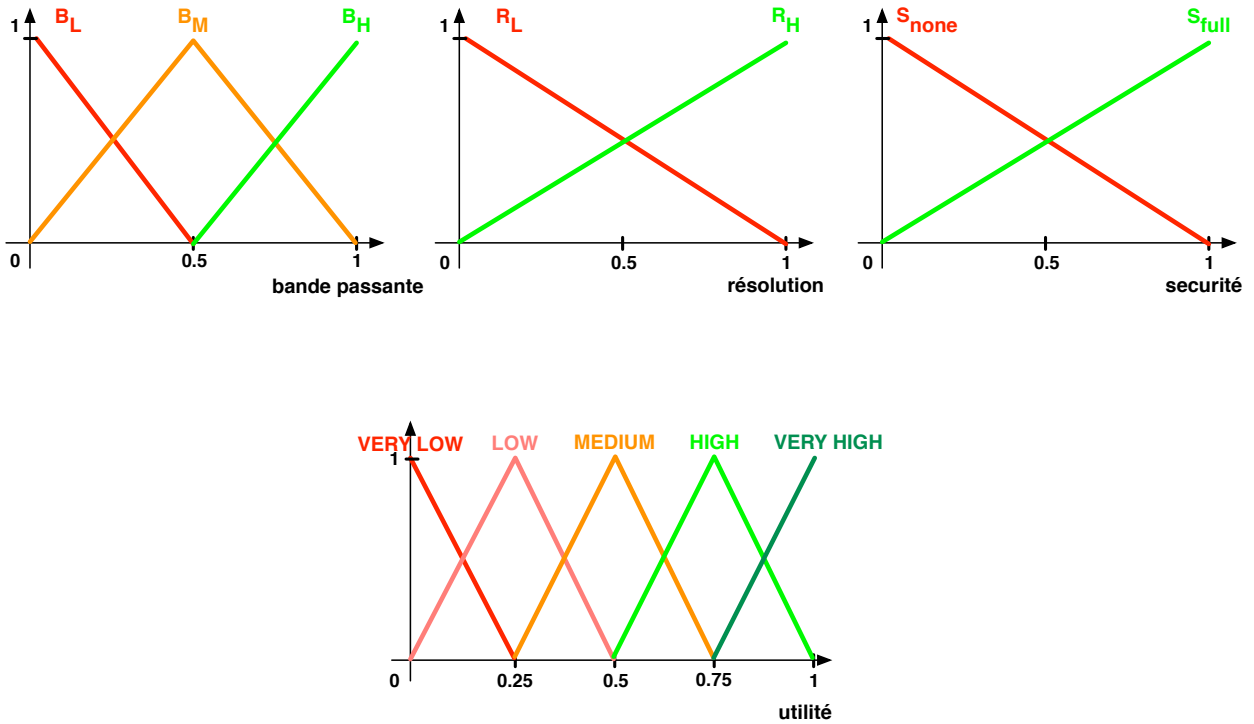 B_L B_M B_H
1
0 0.5 1
bande passante
R_L R_H
1
0 0.5 1
résolution
S_none S_full
1
0 0.5 1
securité
VERY LOW LOW MEDIUM HIGH VERY HIGH
1
0 0.25 0.5 0.75 1
utilité